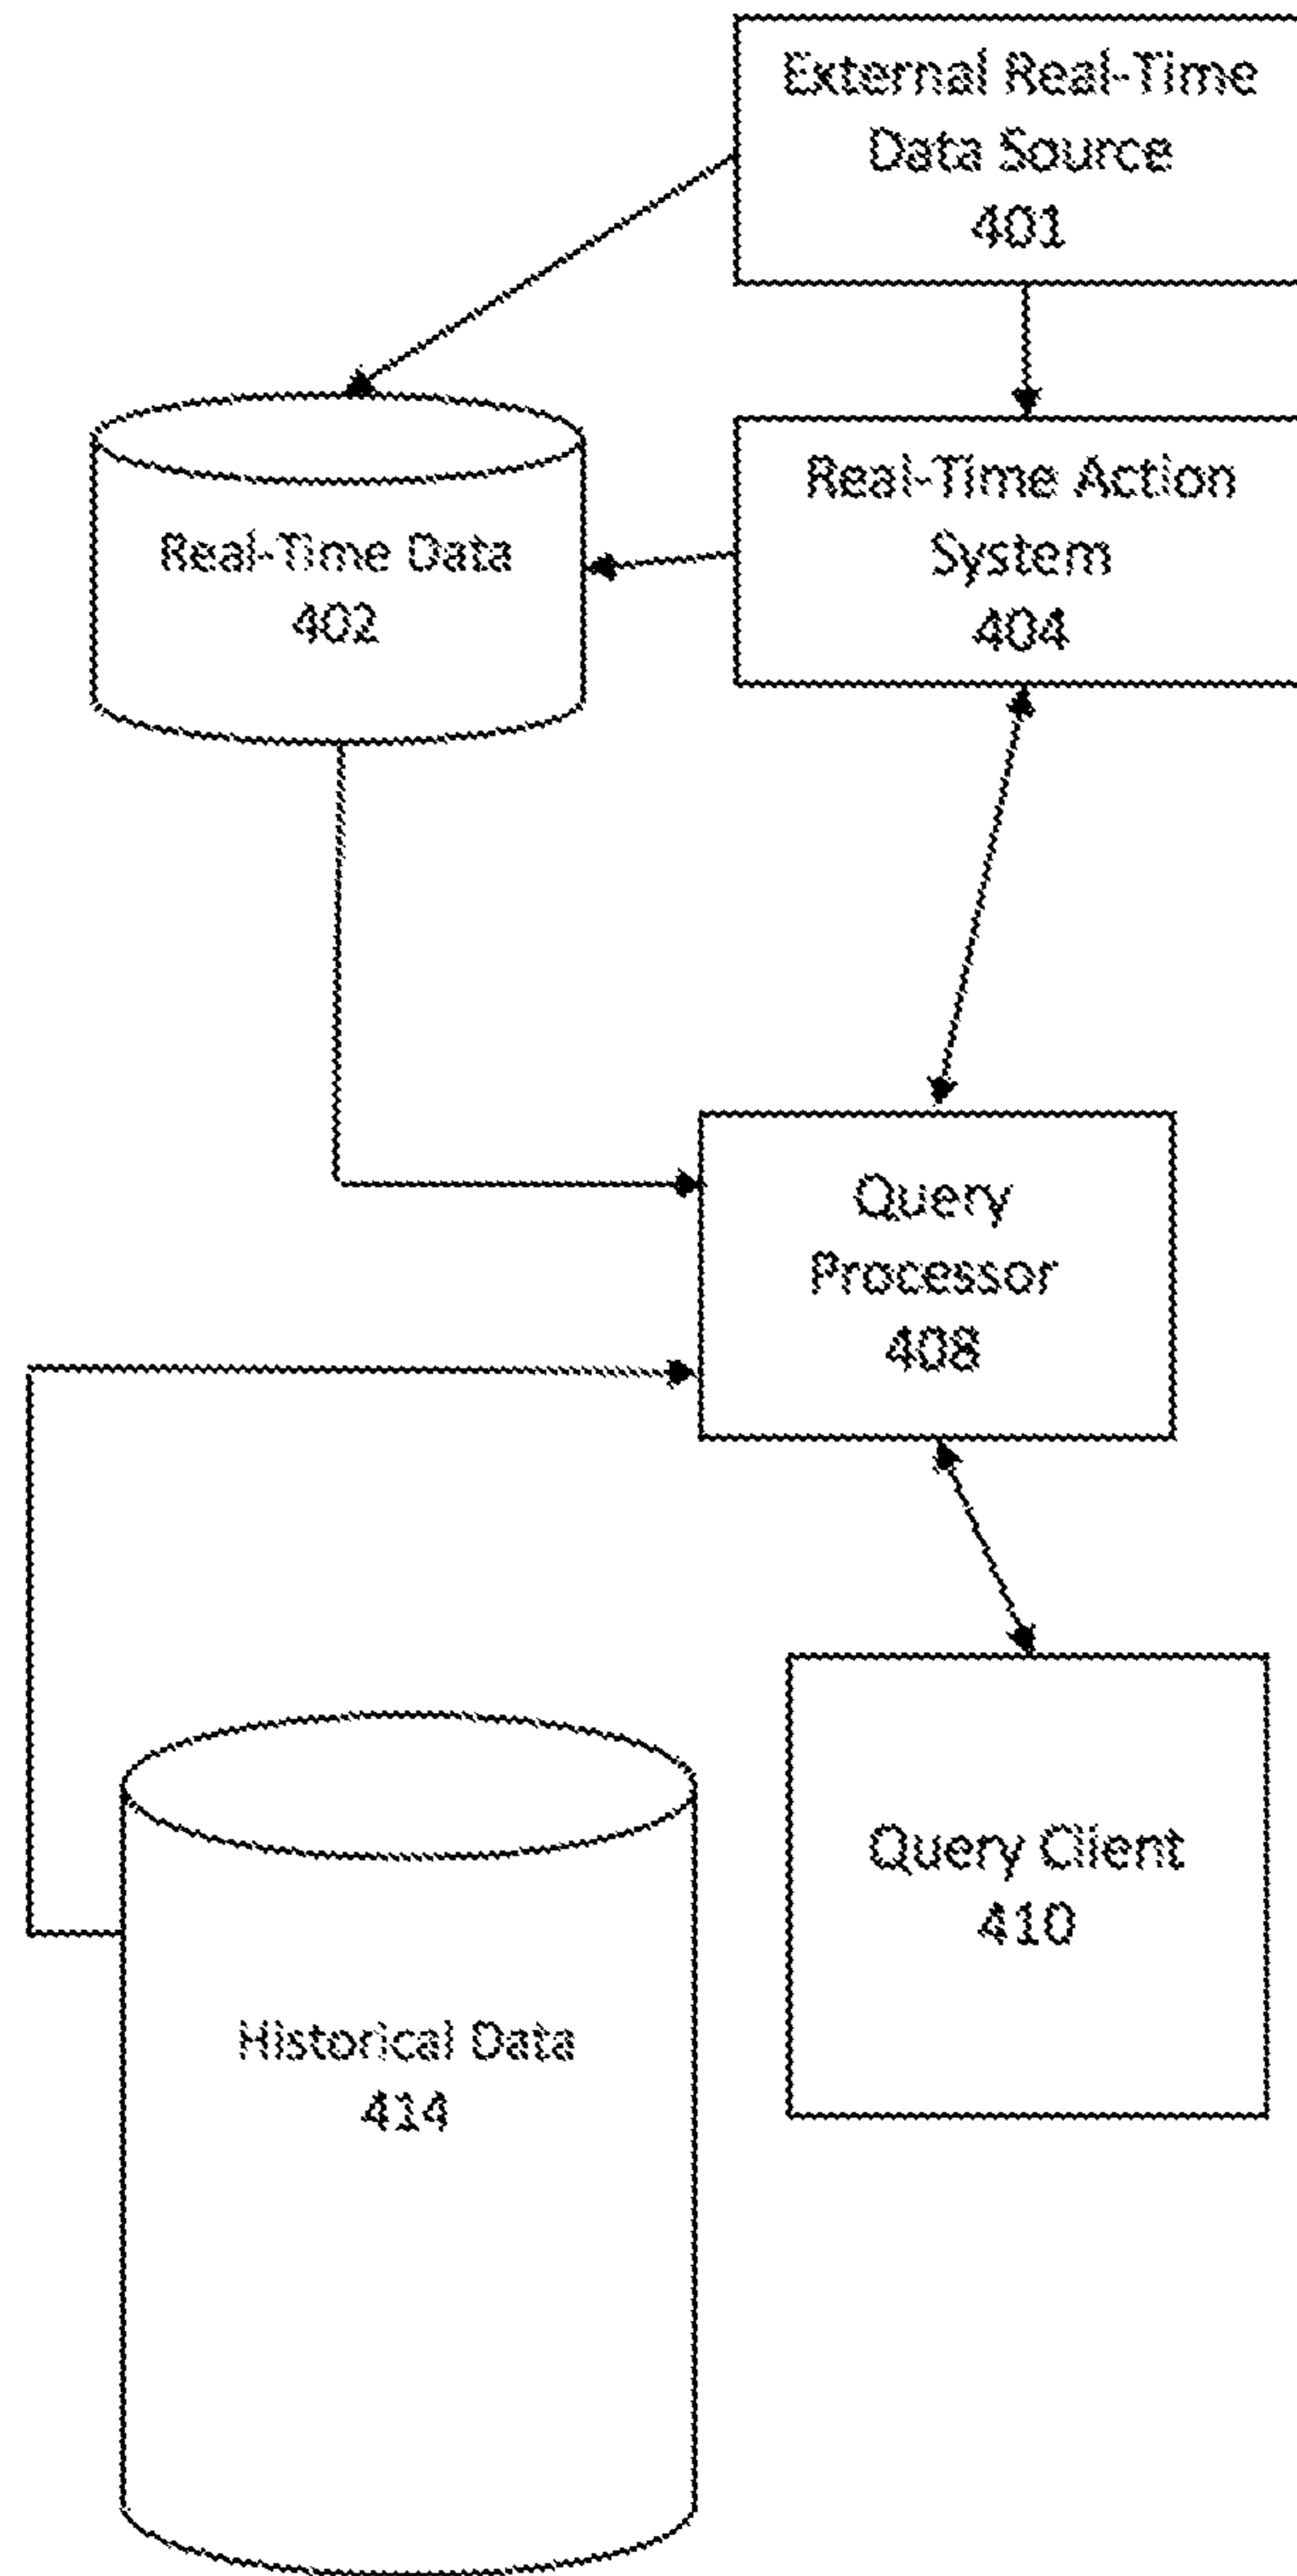 External Real-Time
Data Source
401
Real-Time Data
402
Real-Time Action
System
404
Query
Processor
408
Query Client
410
Historical Data
414